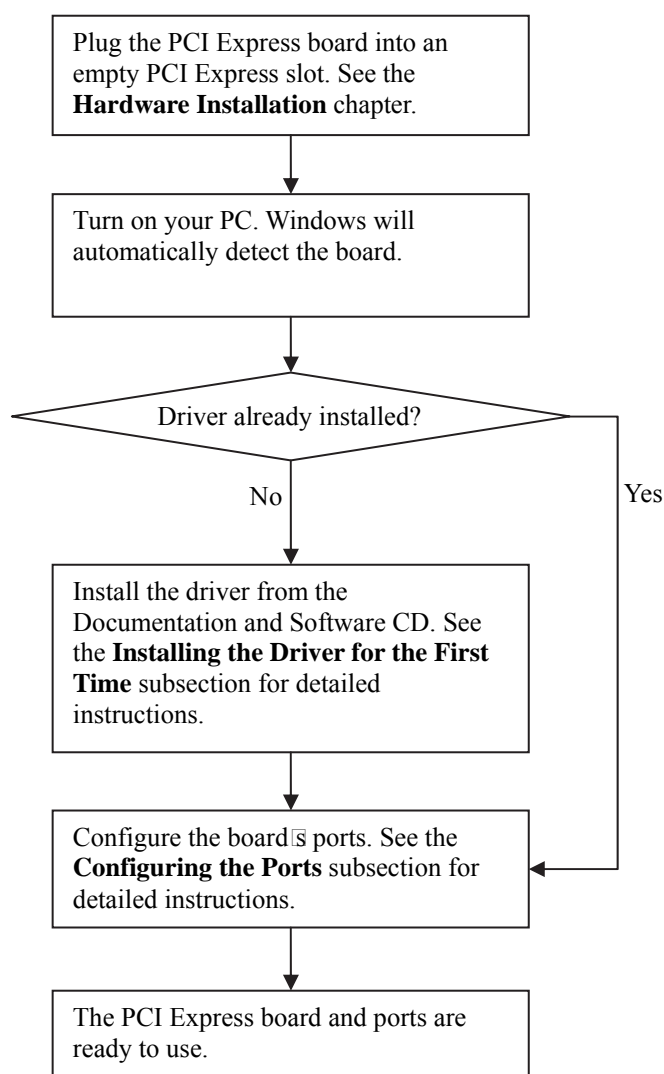 Plug the PCI Express board into an
empty PCI Express slot. See the
Hardware Installation chapter.
Turn on your PC. Windows will
automatically detect the board.
Driver already installed?
No
Yes
Install the driver from the
Documentation and Software CD. See
the Installing the Driver for the First
Time subsection for detailed
instructions.
Configure the board s ports. See the
Configuring the Ports subsection for
detailed instructions.
The PCI Express board and ports are
ready to use.